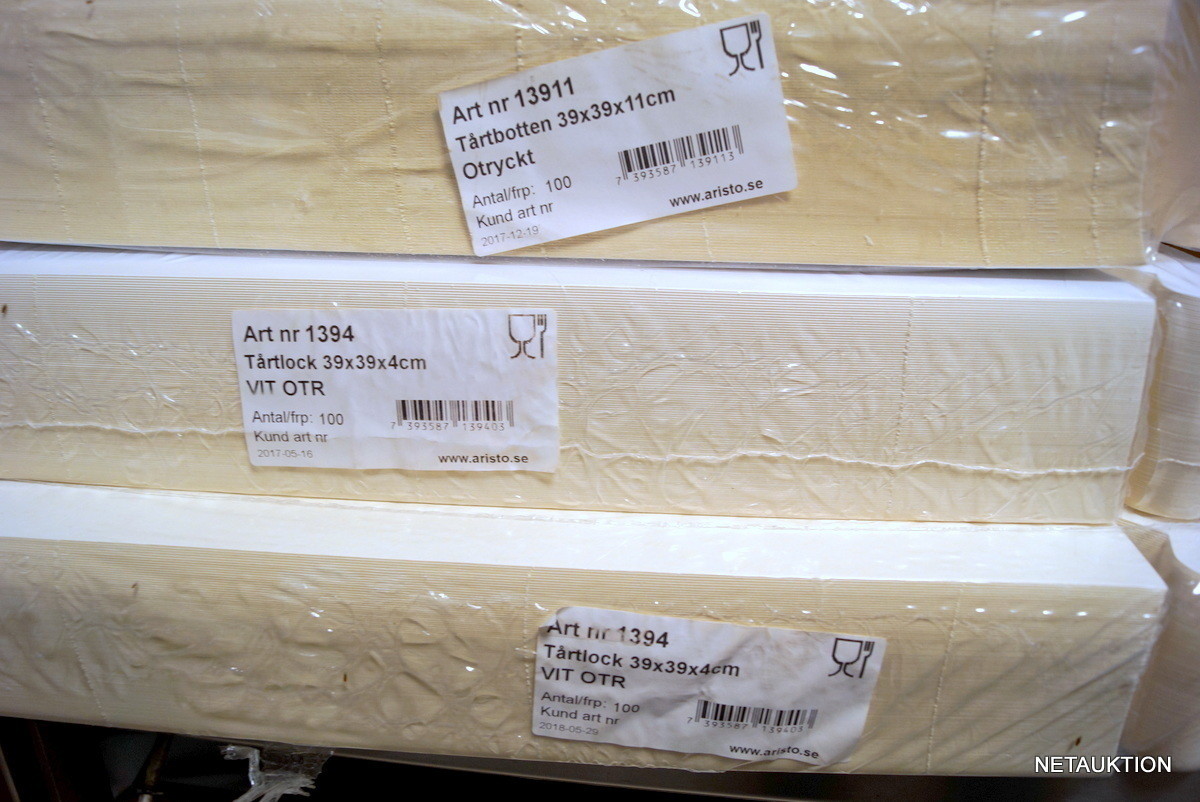 Art nr 13911
Tårtbotten 39x39x11cm
Otryckt
Antal/frp: 100
Kund art nr
2017-12-19
7 393587 139113
www.aristo.se
Art nr 1394
Tårtlock 39x39x4cm
VIT OTR
Antal/frp: 100
Kund art nr
2017-05-16
7 393587 139403
www.aristo.se
Art nr 1394
Tårtlock 39x39x4cm
VIT OTR
Antal/frp: 100
Kund art nr
2018-05-29
7 393587 139403
www.aristo.se
NETAUKTION